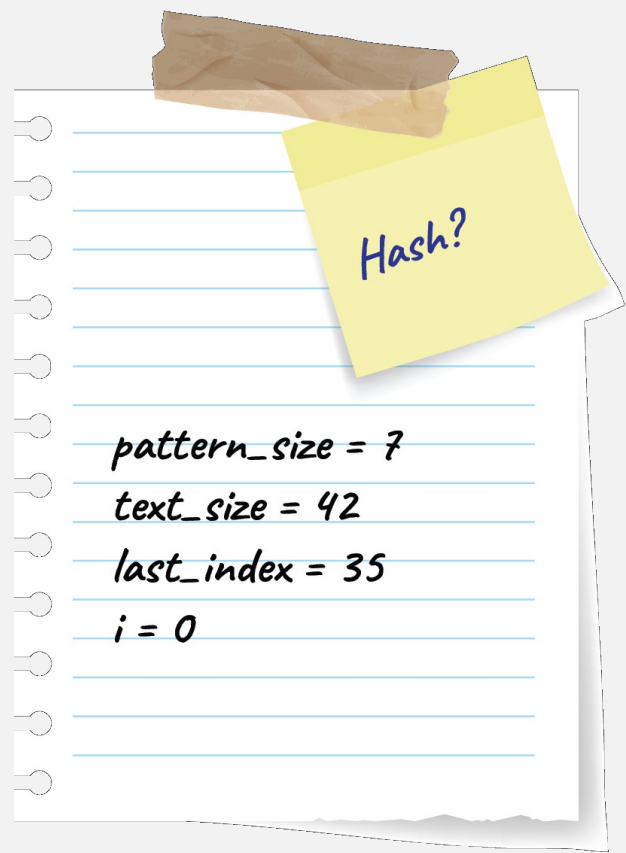 Hash?
pattern_size = 7
text_size = 42
last_index = 35
i = 0